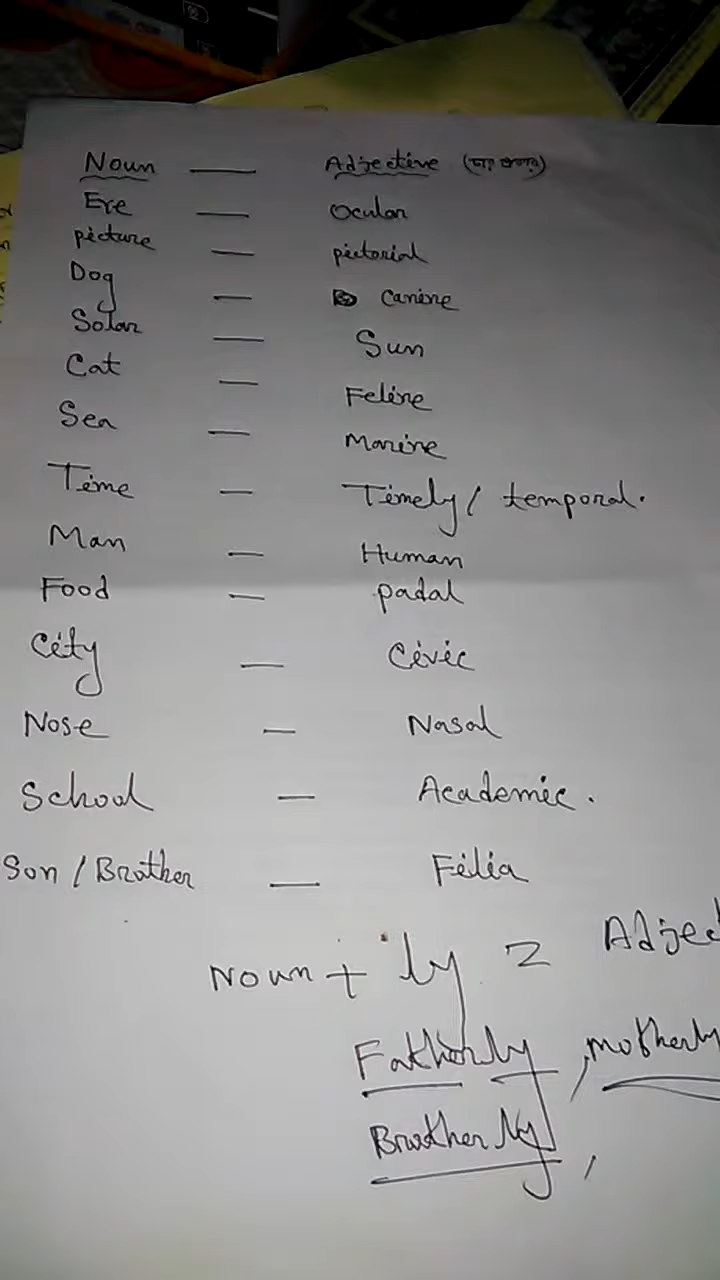 Noun — Adjective
Eye — Ocular
picture — pictorial
Dog — Canine
Solar — Sun
Cat — Feline
Sea — Marine
Time — Timely / temporal.
Man — Human
Food — padal
City — Civic
Nose — Nasal
School — Academic.
Son / Brother — Filia
Noun + ly = Adjec
Fatherly, motherly
Brotherly,